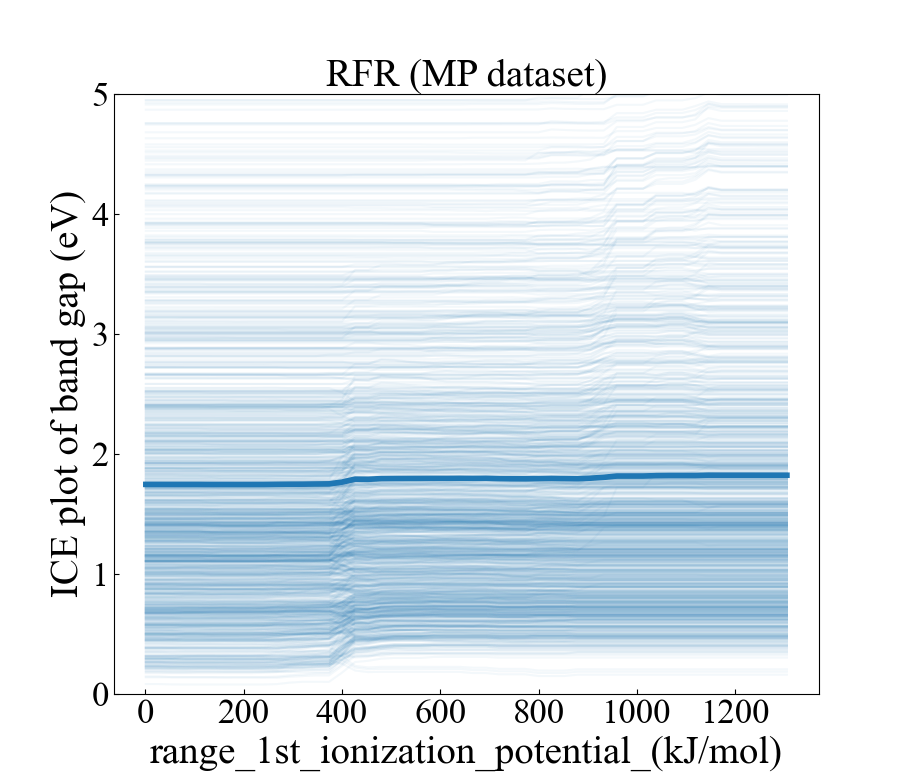 RFR (MP dataset)
ICE plot of band gap (eV)
5
4
3
2
1
0
0 200 400 600 800 1000 1200
range_1st_ionization_potential_(kJ/mol)